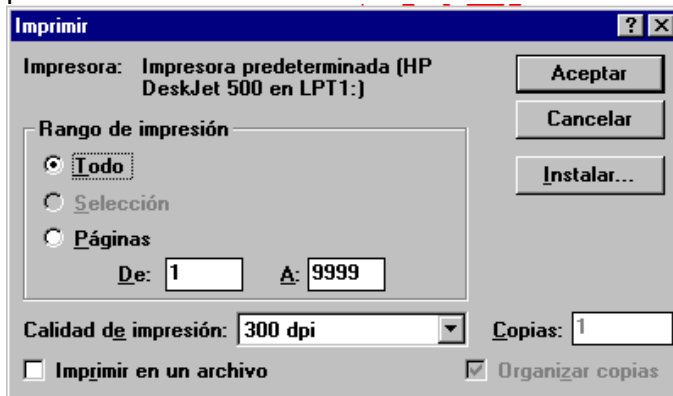 Imprimir
Impresora: Impresora predeterminada (HP
DeskJet 500 en LPT1:)
Aceptar
Cancelar
Instalar...
Rango de impresión
Todo
Selección
Páginas
De: 1 A: 9999
Calidad de impresión: 300 dpi Copias: 1
Imprimir en un archivo Organizar copias